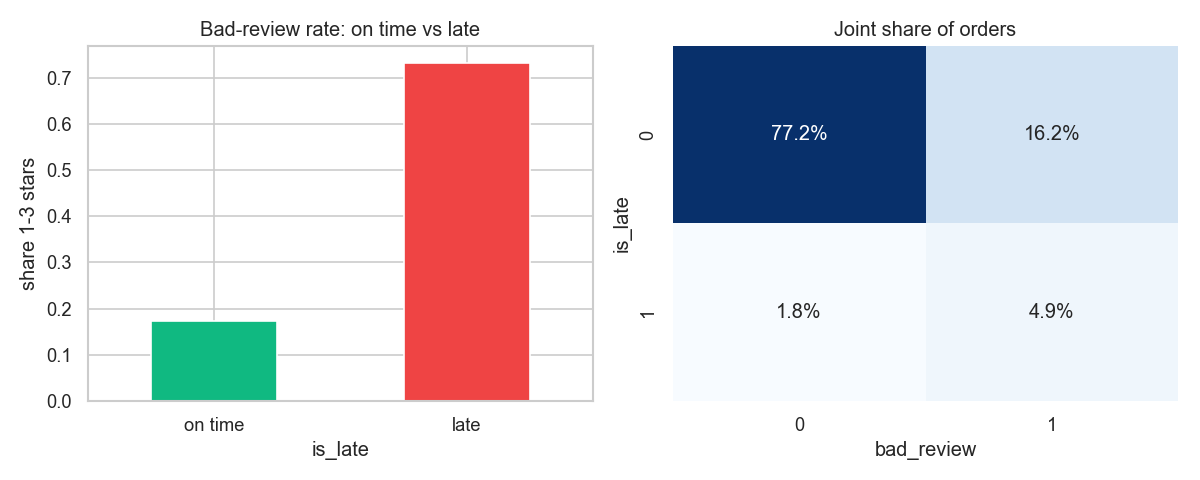 Bad-review rate: on time vs late
share 1-3 stars
0.7
0.6
0.5
0.4
0.3
0.2
0.1
0.0
on time
late
is_late
Joint share of orders
is_late
0
77.2%
16.2%
1
1.8%
4.9%
0
1
bad_review